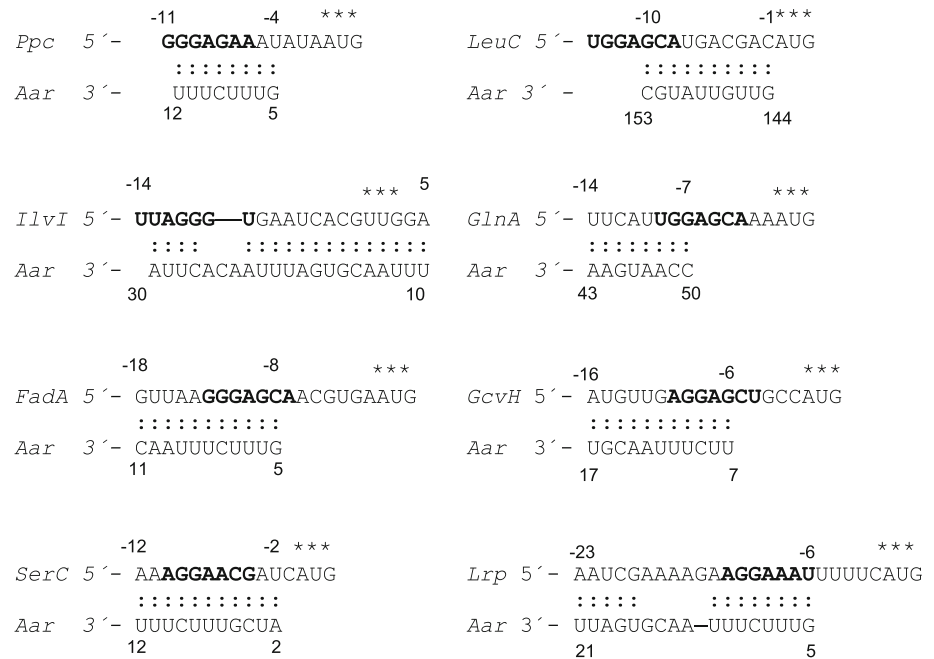 -11 -4 ***
Ppc 5´- GGGAGAAAUAUAAUG
: : : : : : : :
Aar 3´- UUUCUUUG
12 5
-10 -1***
LeuC 5´- UGGAGCAUGACGACAUG
: : : : : : : : : :
Aar 3´- CGUAUUGUUG
153 144
-14 *** 5
IlvI 5´- UUAGGG—UGAAUCACGUUGGA
: : : : : : : : : : : : : : : : : :
Aar 3´- AUUCACAAUUUAGUGCAAUUU
30 10
-14 -7 ***
GlnA 5´- UUCAUUGGAGCAAAAUG
: : : : : : : :
Aar 3´- AAGUAACC
43 50
-18 -8 ***
FadA 5´- GUUAAGGGAGCAACGUGAAUG
: : : : : : : : : : :
Aar 3´- CAAUUUCUUUG
11 5
-16 -6 ***
GcvH 5´- AUGUUGAGGAGCUGCCAUG
: : : : : : : : : : :
Aar 3´- UGCAAUUUCUU
17 7
-12 -2 ***
SerC 5´- AAAGGAACGAUCAUG
: : : : : : : : : : :
Aar 3´- UUUCUUUGCUA
12 2
-23 -6 ***
Lrp 5´- AAUCGAAAAGAAGGAAAUUUUUCAUG
: : : : : : : : : : : : :
Aar 3´- UUAGUGCAA—UUUCUUUG
21 5